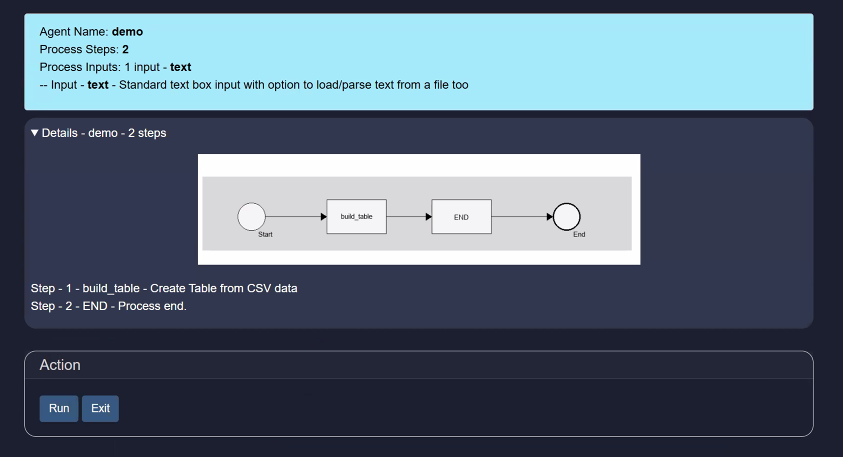 Agent Name: demo
Process Steps: 2
Process Inputs: 1 input - text
-- Input - text - Standard text box input with option to load/parse text from a file too
▼ Details - demo - 2 steps
Start
build_table
END
End
Step - 1 - build_table - Create Table from CSV data
Step - 2 - END - Process end.
Action
Run
Exit